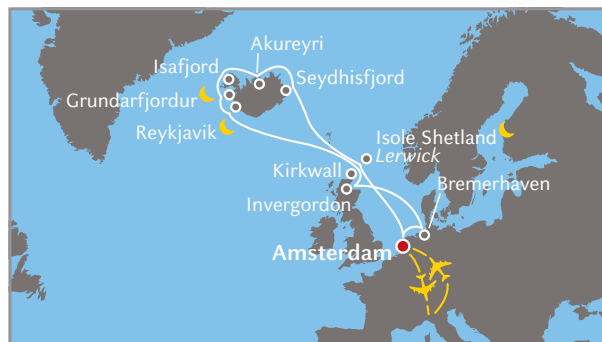 Akureyri
Isafjord
Seydhisfjord
Grundarfjordur
Reykjavik
Isole Shetland
Lerwick
Kirkwall
Bremerhaven
Invergordon
Amsterdam